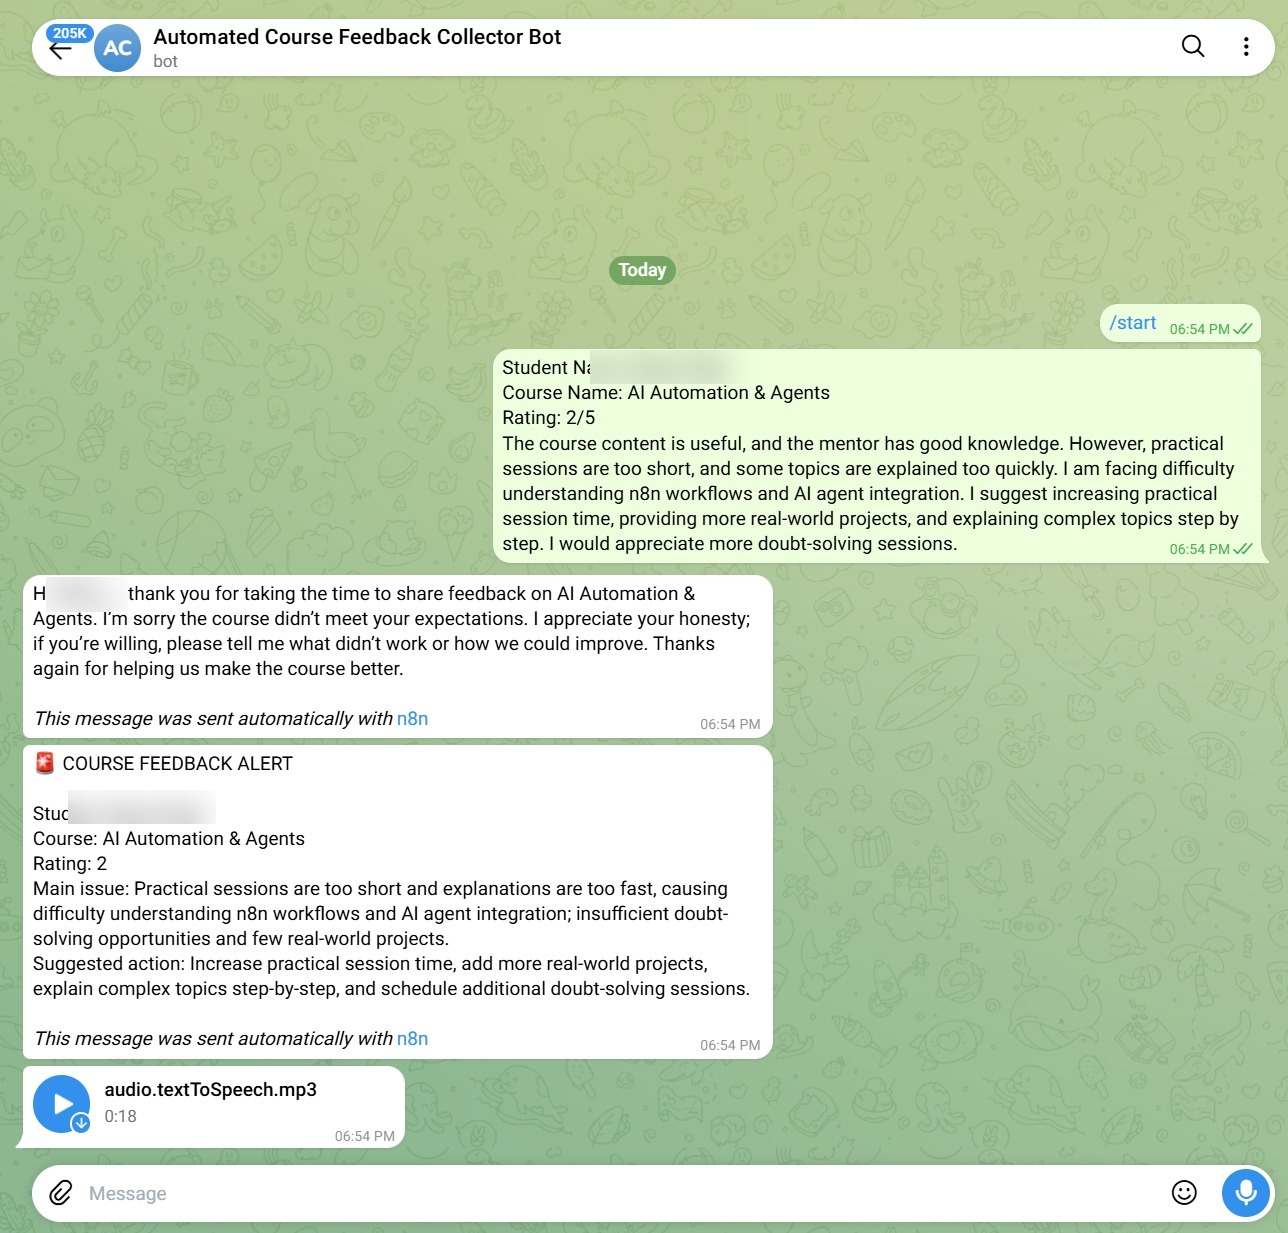 205K
AC
Automated Course Feedback Collector Bot
bot
Today
/start 06:54 PM
Student
Course Name: AI Automation & Agents
Rating: 2/5
The course content is useful, and the mentor has good knowledge. However, practical
sessions are too short, and some topics are explained too quickly. I am facing difficulty
understanding n8n workflows and AI agent integration. I suggest increasing practical
session time, providing more real-world projects, and explaining complex topics step by
step. I would appreciate more doubt-solving sessions.
06:54 PM
thank you for taking the time to share feedback on AI Automation &
Agents. I’m sorry the course didn’t meet your expectations. I appreciate your honesty;
if you’re willing, please tell me what didn’t work or how we could improve. Thanks
again for helping us make the course better.
This message was sent automatically with n8n
06:54 PM
🚨 COURSE FEEDBACK ALERT
Course: AI Automation & Agents
Rating: 2
Main issue: Practical sessions are too short and explanations are too fast, causing
difficulty understanding n8n workflows and AI agent integration; insufficient doubt-
solving opportunities and few real-world projects.
Suggested action: Increase practical session time, add more real-world projects,
explain complex topics step-by-step, and schedule additional doubt-solving sessions.
This message was sent automatically with n8n
06:54 PM
audio.textToSpeech.mp3
0:18
06:54 PM
Message